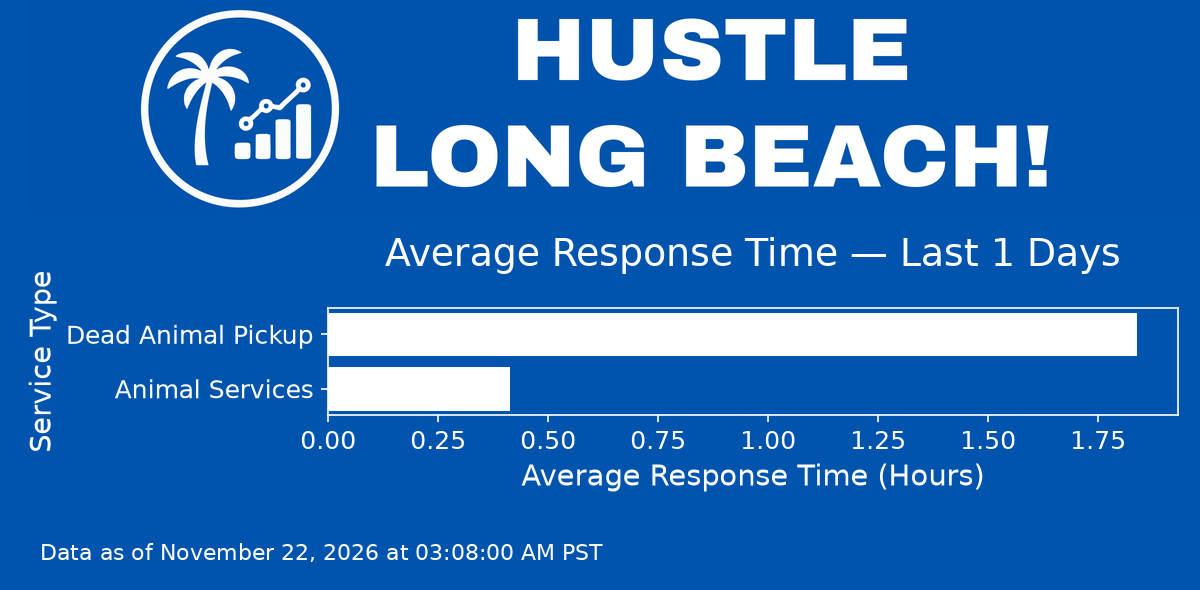 HUSTLE
LONG BEACH!
Average Response Time — Last 1 Days
Service Type
Dead Animal Pickup
Animal Services
0.00 0.25 0.50 0.75 1.00 1.25 1.50 1.75
Average Response Time (Hours)
Data as of November 22, 2026 at 03:08:00 AM PST